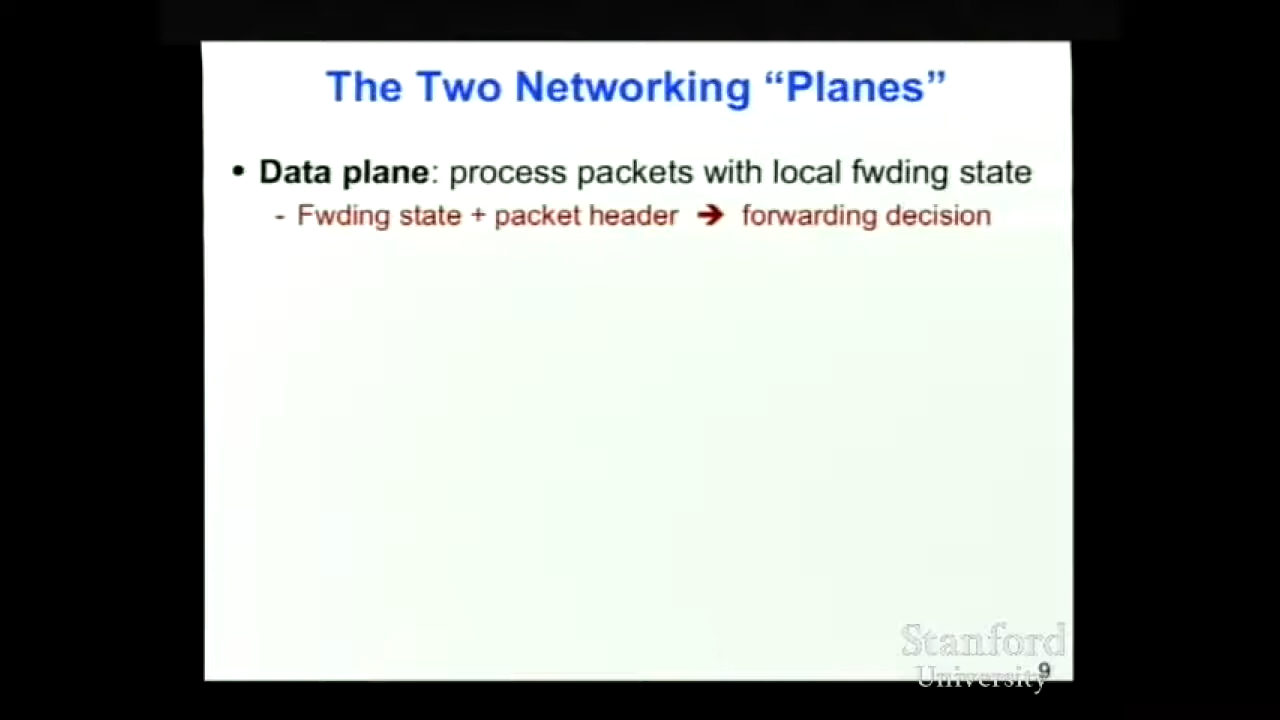 The Two Networking “Planes”
• Data plane: process packets with local fwding state
- Fwding state + packet header ➔ forwarding decision
Stanford
University
9